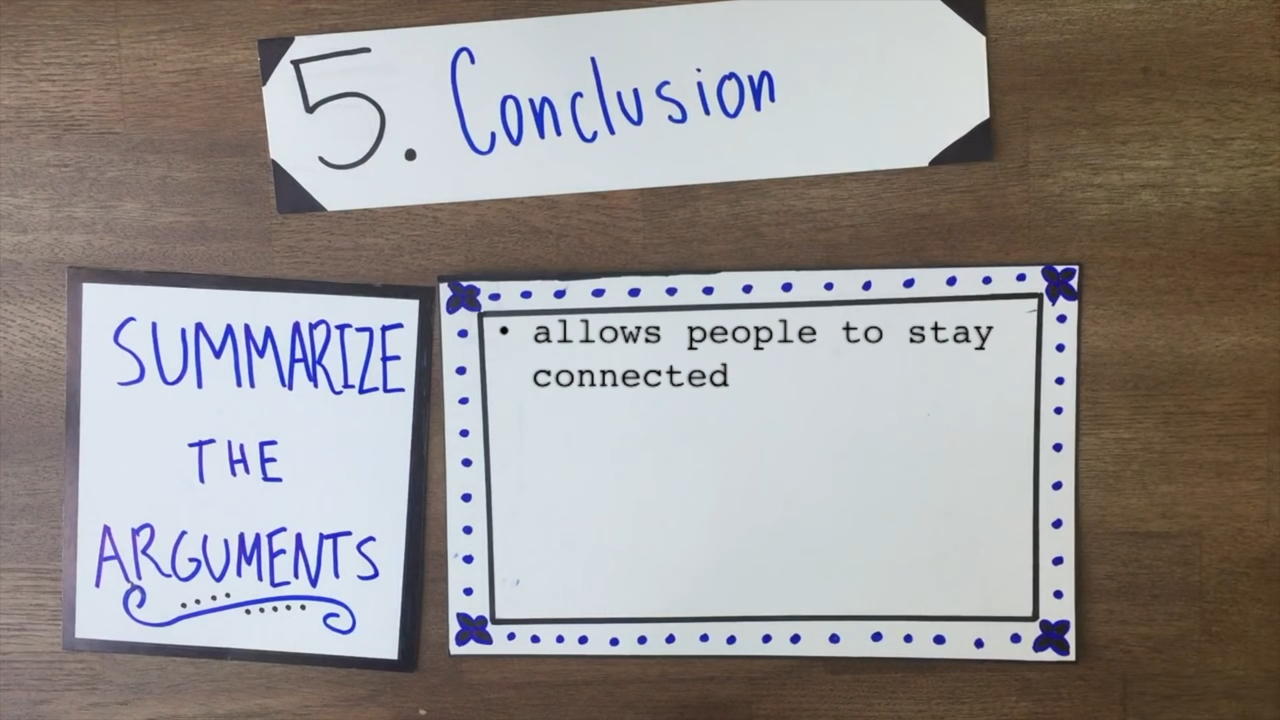 5. Conclusion
SUMMARIZE
THE
ARGUMENTS
• allows people to stay
connected